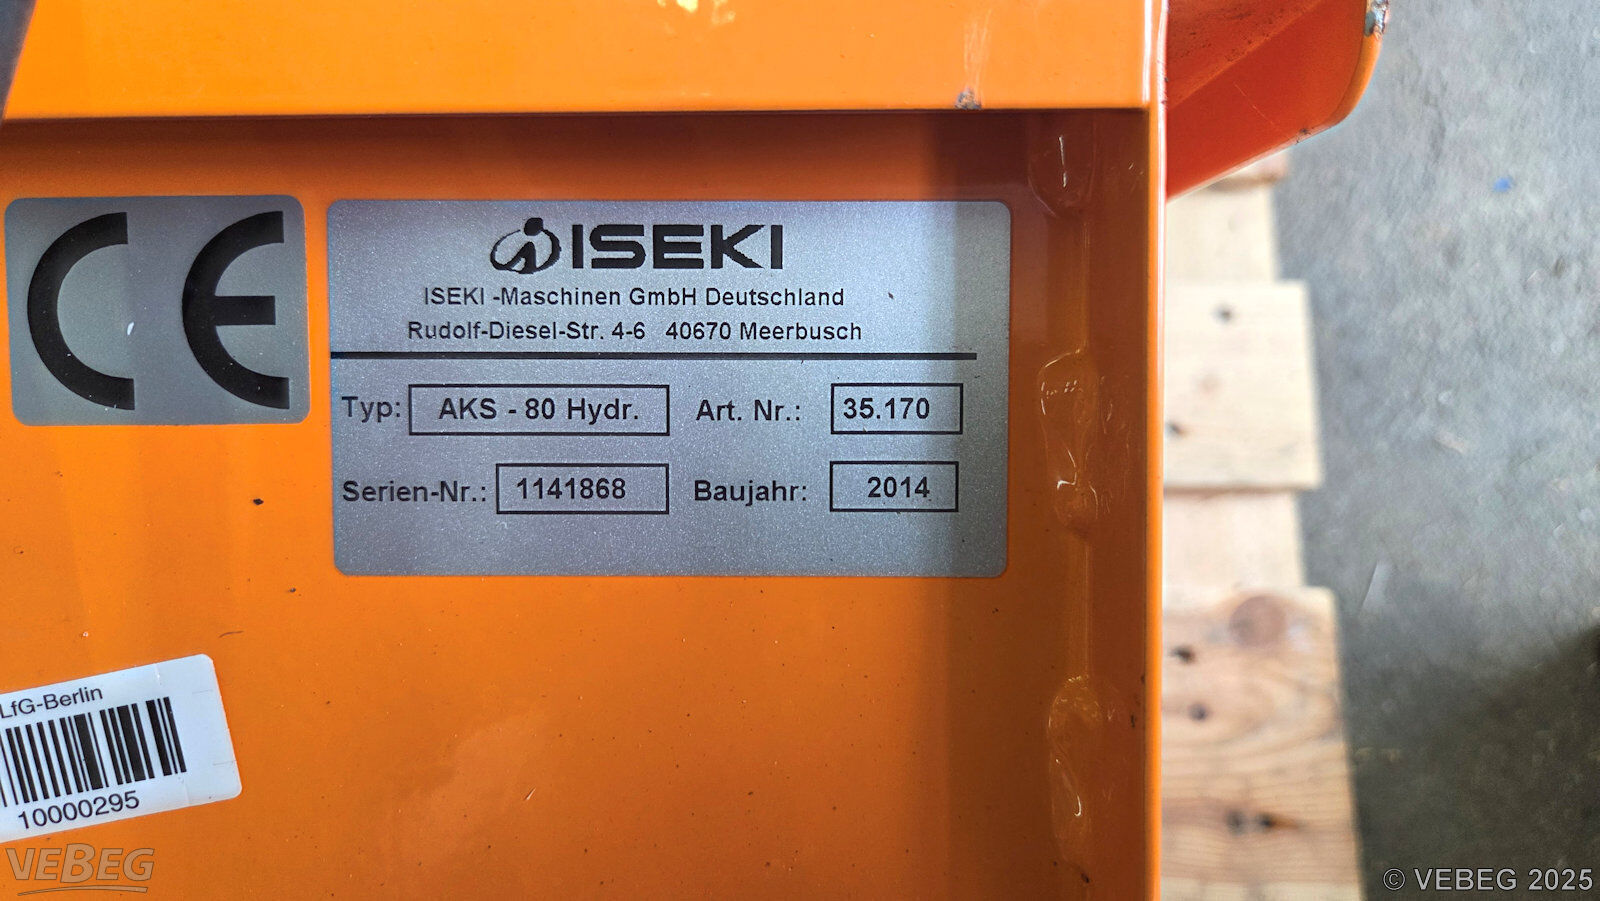 CE
ISEKI
ISEKI -Maschinen GmbH Deutschland
Rudolf-Diesel-Str. 4-6 40670 Meerbusch
Typ: AKS - 80 Hydr. Art. Nr.: 35.170
Serien-Nr.: 1141868 Baujahr: 2014
LfG-Berlin
10000295
VEBEG
© VEBEG 2025